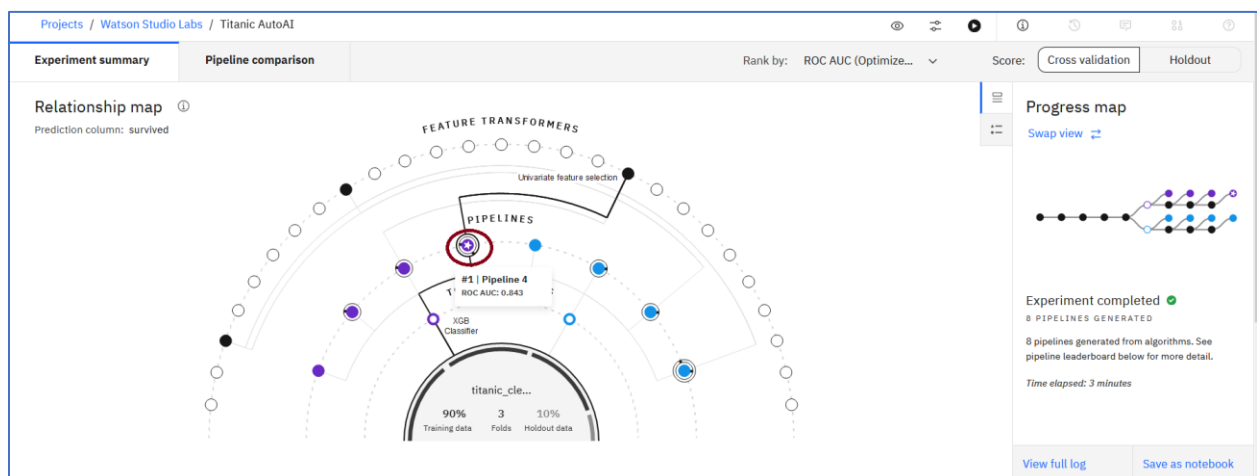 Projects / Watson Studio Labs / Titanic AutoAI
Experiment summary
Pipeline comparison
Rank by: ROC AUC (Optimize...
Score: Cross validation Holdout
Relationship map
Prediction column: survived
FEATURE TRANSFORMERS
Univariate feature selection
PIPELINES
#1 | Pipeline 4
ROC AUC: 0.843
XGB
Classifier
titanic_cle...
90% 3 10%
Training data Folds Holdout data
Progress map
Swap view
Experiment completed
8 PIPELINES GENERATED
8 pipelines generated from algorithms. See
pipeline leaderboard below for more detail.
Time elapsed: 3 minutes
View full log Save as notebook